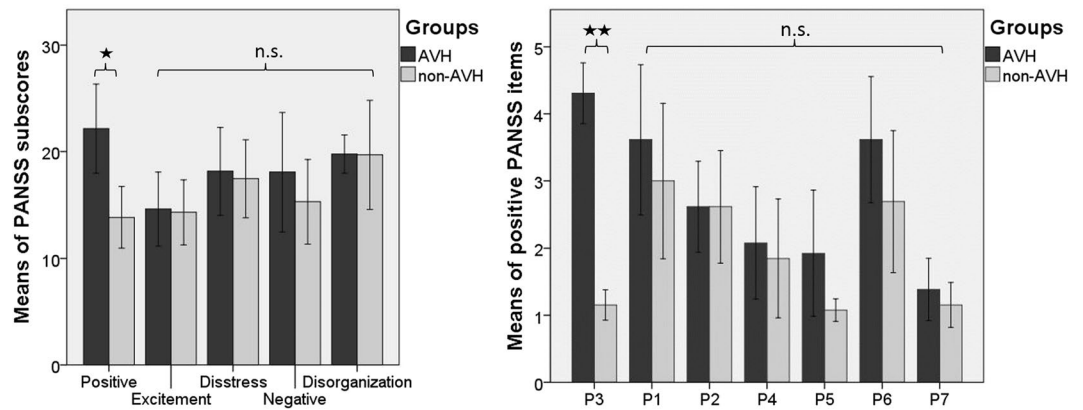 Means of PANSS subscores
30
20
10
0
★
n.s.
Groups
AVH
non-AVH
Positive
Excitement
Disstress
Negative
Disorganization
Means of positive PANSS items
5
4
3
2
1
0
★★
n.s.
Groups
AVH
non-AVH
P3 P1 P2 P4 P5 P6 P7